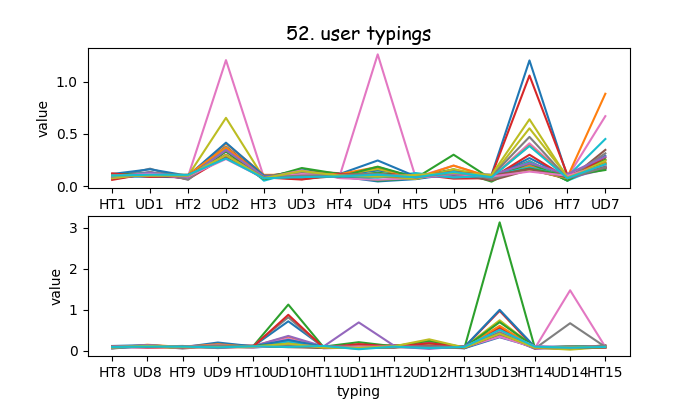 52. user typings
value
1.0
0.5
0.0
HT1 UD1 HT2 UD2 HT3 UD3 HT4 UD4 HT5 UD5 HT6 UD6 HT7 UD7
value
3
2
1
0
HT8 UD8 HT9 UD9 HT10 UD10 HT11 UD11 HT12 UD12 HT13 UD13 HT14 UD14 HT15
typing